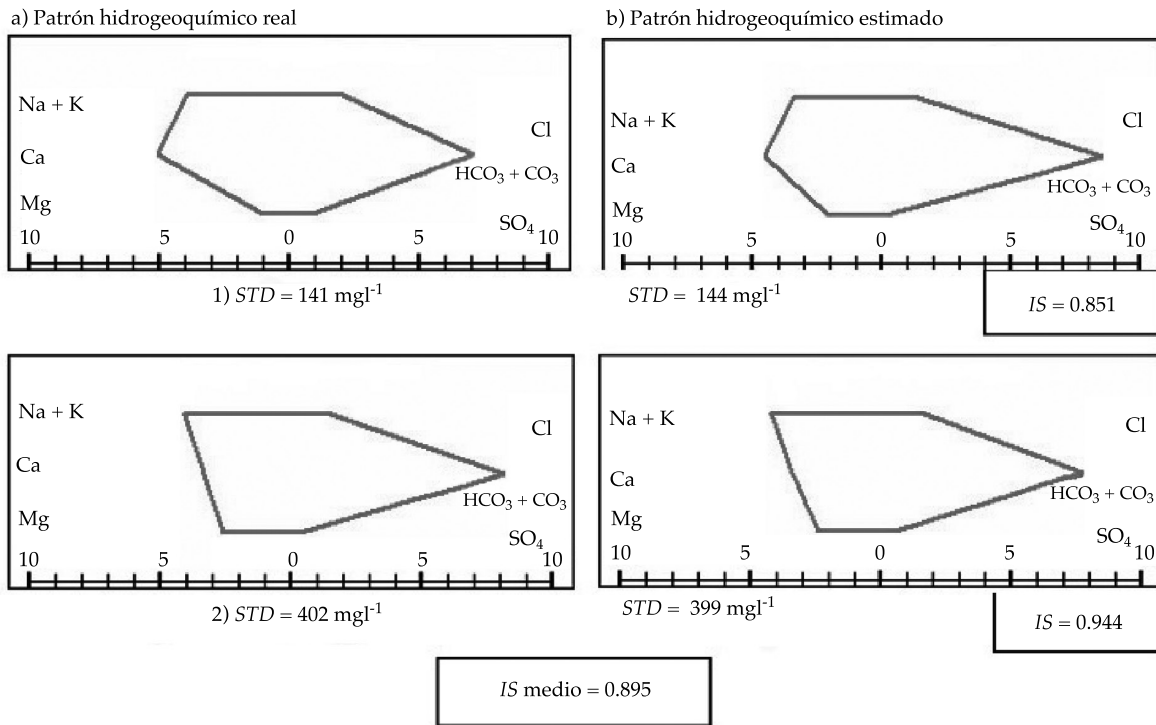 a) Patrón hidrogeoquímico real
Na + K
Cl
Ca
HCO₃ + CO₃
Mg
SO₄
10 5 0 5 10
1) STD = 141 mgl⁻¹
b) Patrón hidrogeoquímico estimado
Na + K
Cl
Ca
HCO₃ + CO₃
Mg
SO₄
10 5 0 5 10
STD = 144 mgl⁻¹
IS = 0.851
Na + K
Cl
Ca
HCO₃ + CO₃
Mg
SO₄
10 5 0 5 10
2) STD = 402 mgl⁻¹
Na + K
Cl
Ca
HCO₃ + CO₃
Mg
SO₄
10 5 0 5 10
STD = 399 mgl⁻¹
IS = 0.944
IS medio = 0.895